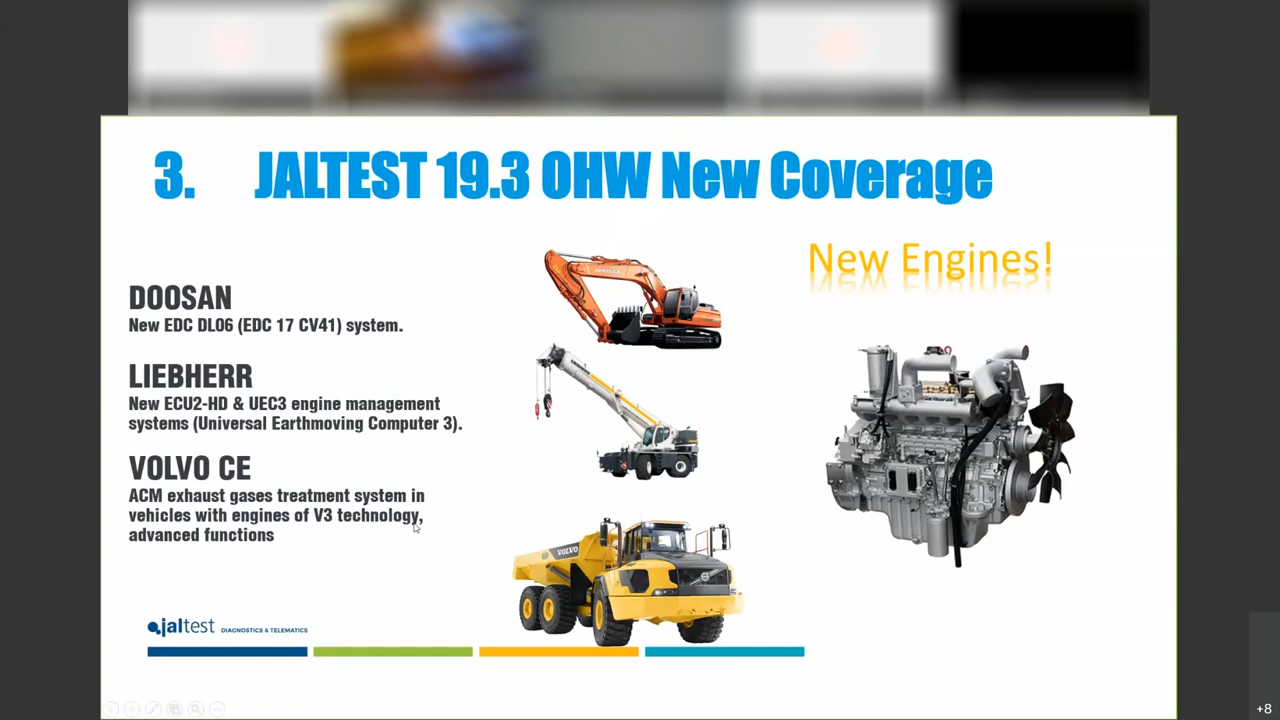 3. JALTEST 19.3 OHW New Coverage
New Engines!
DOOSAN
New EDC DL06 (EDC 17 CV41) system.
LIEBHERR
New ECU2-HD & UEC3 engine management
systems (Universal Earthmoving Computer 3).
VOLVO CE
ACM exhaust gases treatment system in
vehicles with engines of V3 technology,
advanced functions
DOOSAN
VOLVO
jaltest DIAGNOSTICS & TELEMATICS
+8